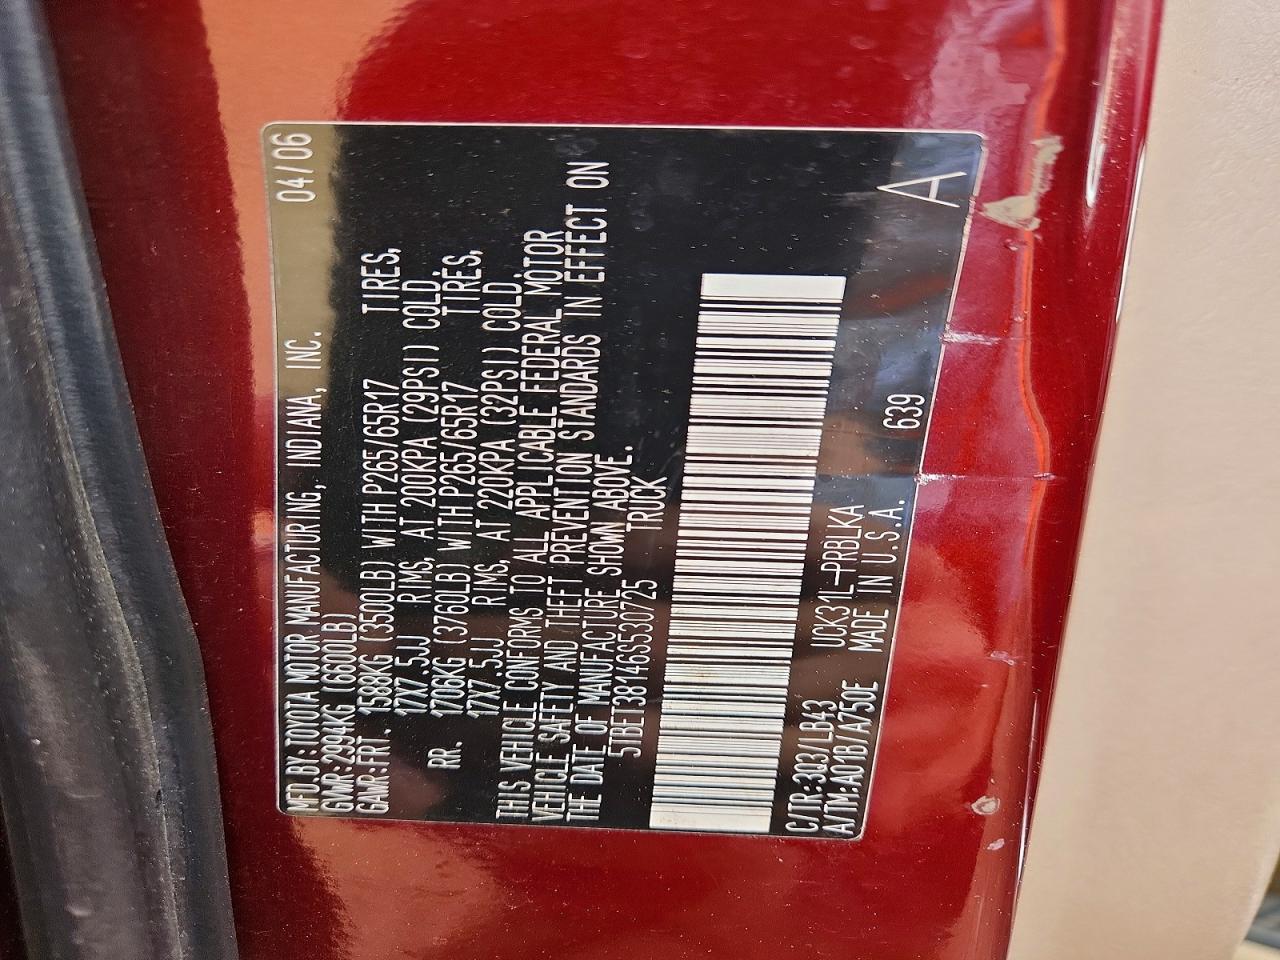 MFD.BY:TOYOTA MOTOR MANUFACTURING, INDIANA, INC. 04/06
GVWR:2994KG (6600LB)
GAWR:FRT. 1588KG (3500LB) WITH P265/65R17 TIRES,
17X7.5JJ RIMS, AT 200KPA (29PSI) COLD.
RR. 1706KG (3760LB) WITH P265/65R17 TIRES,
17X7.5JJ RIMS, AT 220KPA (32PSI) COLD.
THIS VEHICLE CONFORMS TO ALL APPLICABLE FEDERAL MOTOR
VEHICLE SAFETY AND THEFT PREVENTION STANDARDS IN EFFECT ON
THE DATE OF MANUFACTURE SHOWN ABOVE.
5TBET38146S530725 TRUCK
C/TR:3Q3/LB43 UCK31L-PRBLKA 639 A
A/TM:A01B/A750E MADE IN U.S.A.